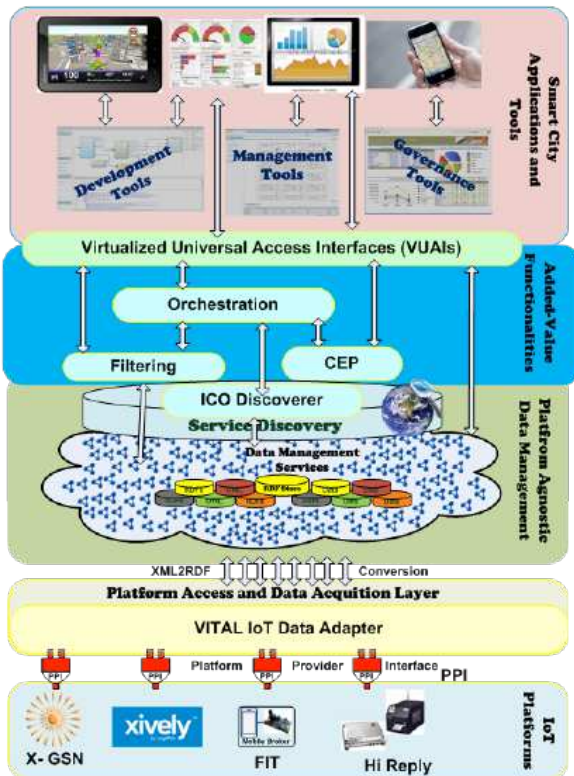 Smart City
Applications and
Tools
Development
Tools
Management
Tools
Governance
Tools
Virtualized Universal Access Interfaces (VUAIs)
Added-Value
Functionalities
Orchestration
Filtering
CEP
ICO Discoverer
Service Discovery
Platfrom Agnostic
Data Management
Data Management
Services
XML2RDF
Conversion
Platform Access and Data Acquition Layer
VITAL IoT Data Adapter
Platform Provider Interface
PPI
PPI
PPI
PPI
PPI
IoT
Platforms
X- GSN
xively
Mobile Broker
FIT
Hi Reply